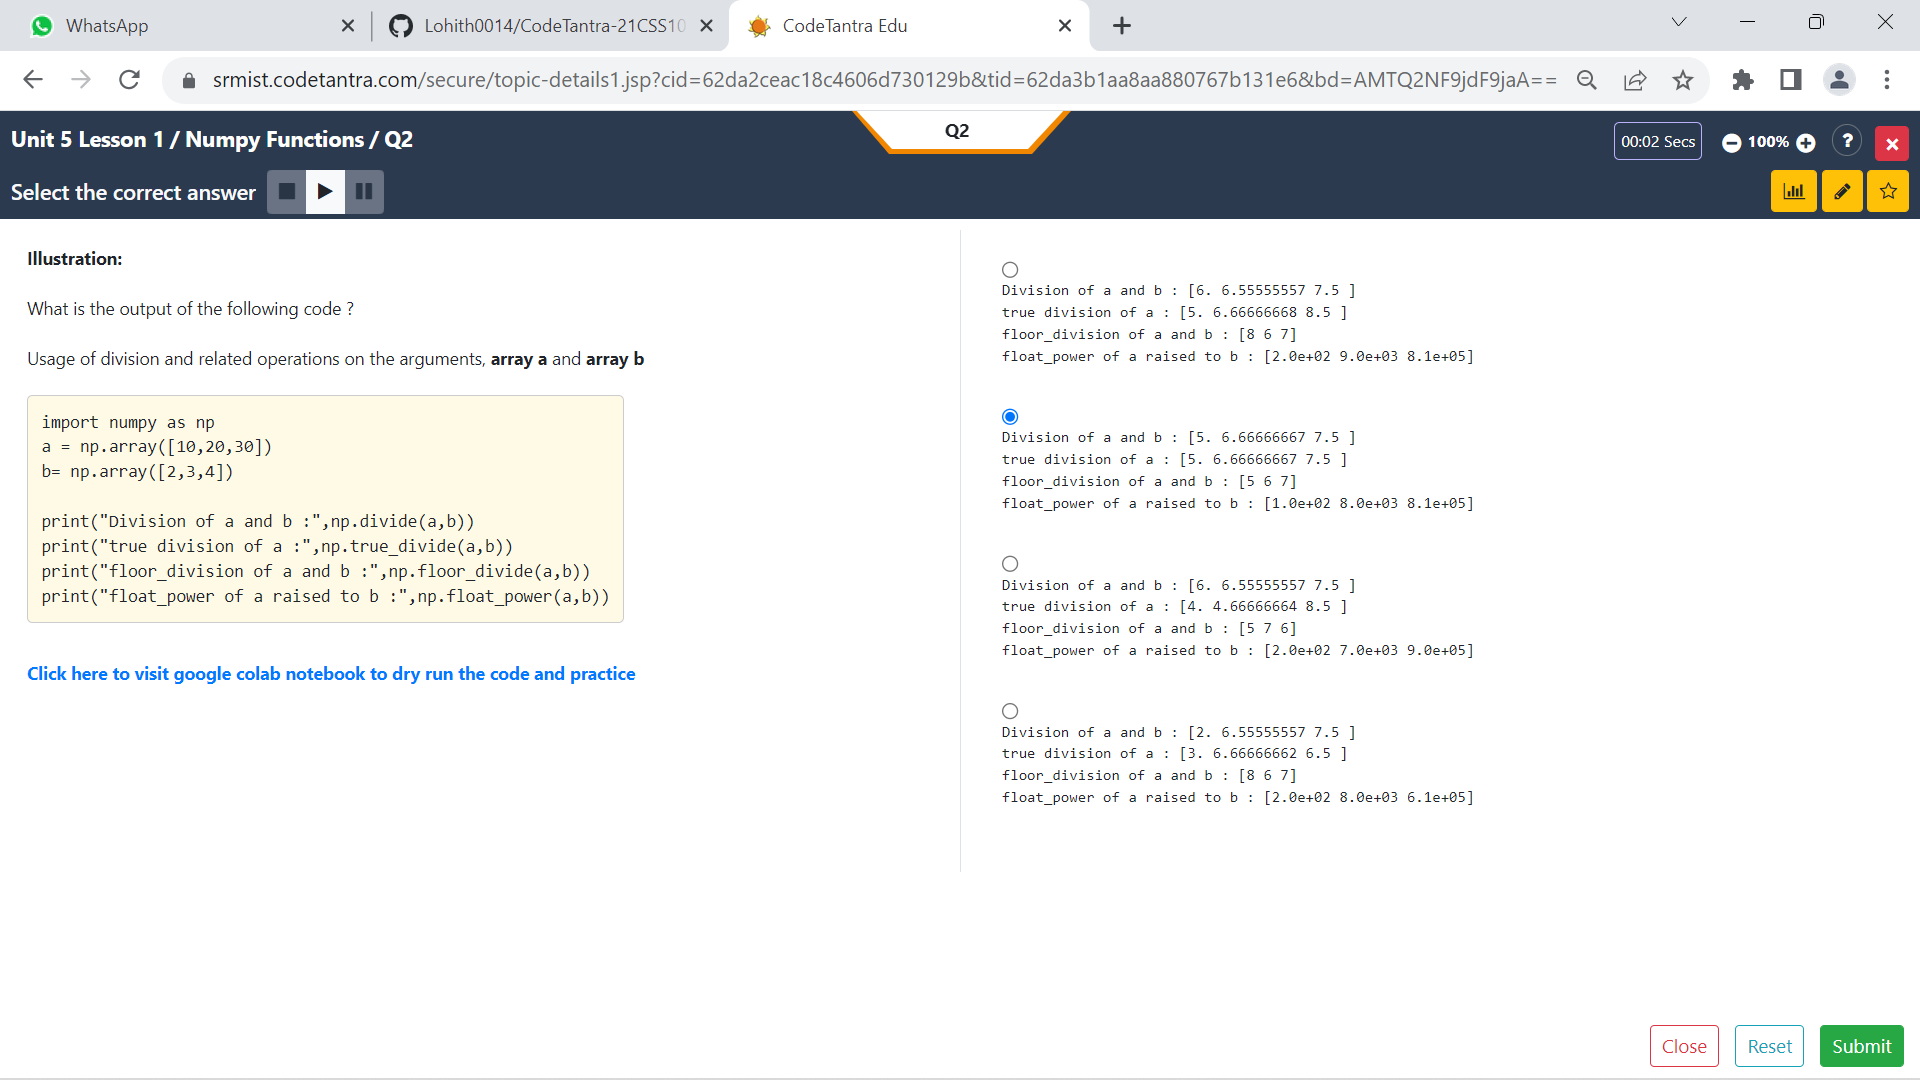 WhatsApp
Lohith0014/CodeTantra-21CSS10
CodeTantra Edu
srmist.codetantra.com/secure/topic-details1.jsp?cid=62da2ceac18c4606d730129b&tid=62da3b1aa8aa880767b131e6&bd=AMTQ2NF9jdF9jaA==
Unit 5 Lesson 1 / Numpy Functions / Q2
Q2
00:02 Secs
100%
?
Select the correct answer
Illustration:
What is the output of the following code ?
Usage of division and related operations on the arguments, array a and array b
import numpy as np
a = np.array([10,20,30])
b= np.array([2,3,4])
print("Division of a and b :",np.divide(a,b))
print("true division of a :",np.true_divide(a,b))
print("floor_division of a and b :",np.floor_divide(a,b))
print("float_power of a raised to b :",np.float_power(a,b))
Click here to visit google colab notebook to dry run the code and practice
Division of a and b : [6. 6.55555557 7.5 ]
true division of a : [5. 6.66666668 8.5 ]
floor_division of a and b : [8 6 7]
float_power of a raised to b : [2.0e+02 9.0e+03 8.1e+05]
Division of a and b : [5. 6.66666667 7.5 ]
true division of a : [5. 6.66666667 7.5 ]
floor_division of a and b : [5 6 7]
float_power of a raised to b : [1.0e+02 8.0e+03 8.1e+05]
Division of a and b : [6. 6.55555557 7.5 ]
true division of a : [4. 4.66666664 8.5 ]
floor_division of a and b : [5 7 6]
float_power of a raised to b : [2.0e+02 7.0e+03 9.0e+05]
Division of a and b : [2. 6.55555557 7.5 ]
true division of a : [3. 6.66666662 6.5 ]
floor_division of a and b : [8 6 7]
float_power of a raised to b : [2.0e+02 8.0e+03 6.1e+05]
Close
Reset
Submit